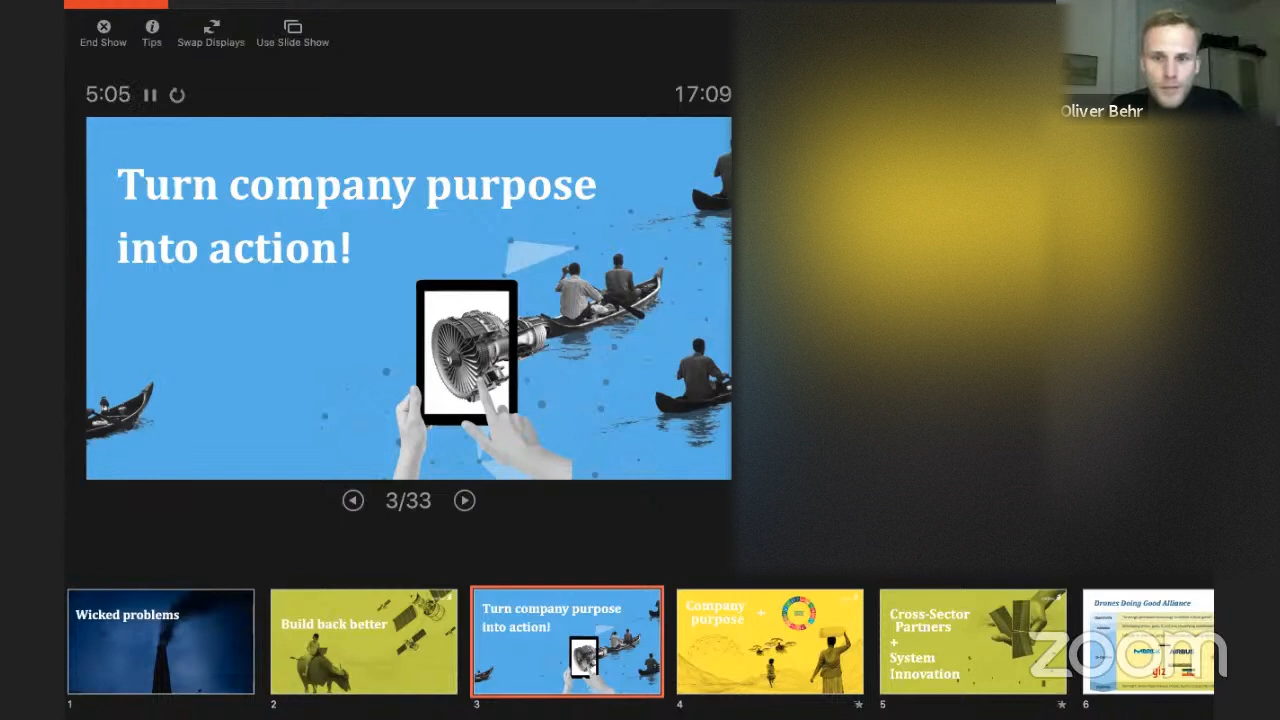 End Show
Tips
Swap Displays
Use Slide Show
5:05
17:09
Oliver Behr
Turn company purpose
into action!
3/33
Wicked problems
Build back better
Turn company purpose
into action!
Company
purpose
+
Cross-Sector
Partners
+
System
Innovation
Drones Doing Good Alliance
AIRBUS
giz
zoom
1
2
3
4
5
6